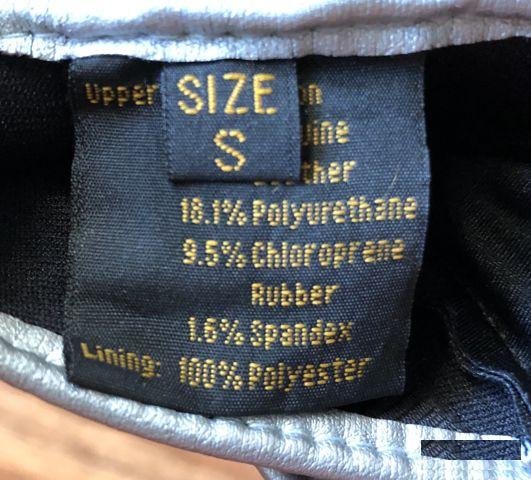 Upper
SIZE
S
18.1% Polyurethane
9.5% Chloroprene
Rubber
1.6% Spandex
Lining: 100% Polyester